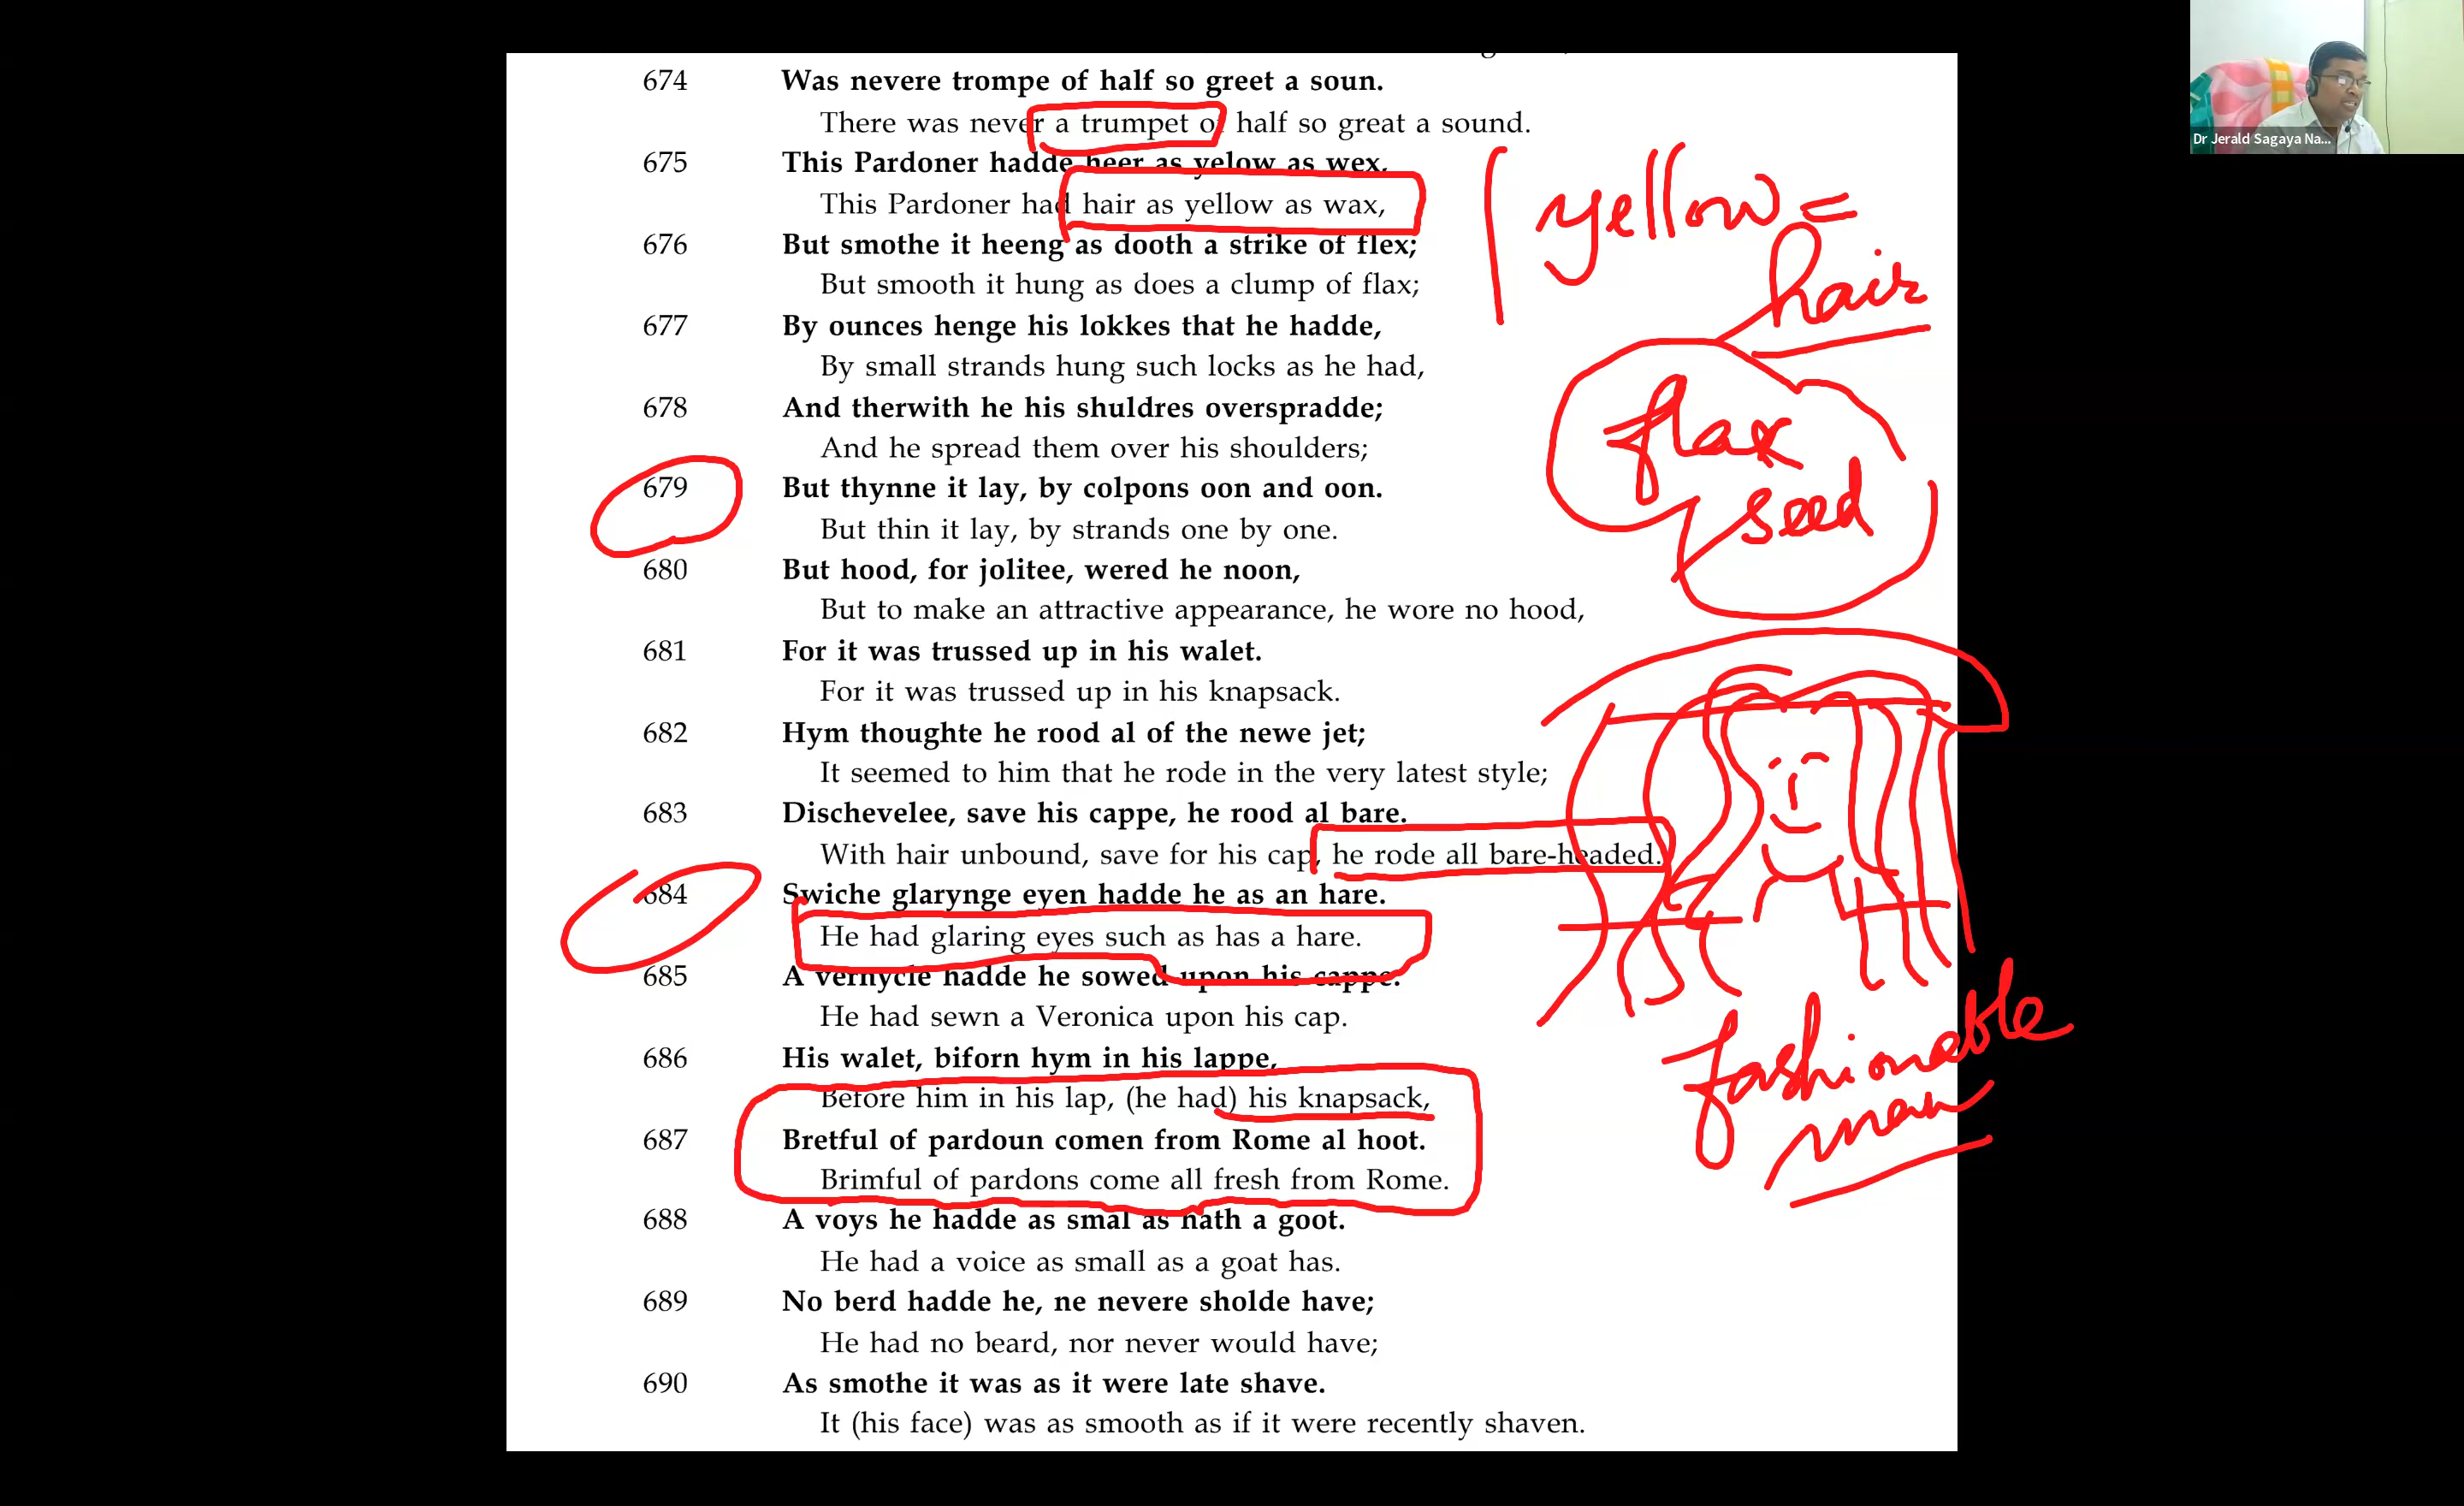 674 Was nevere trompe of half so greet a soun.
There was never a trumpet of half so great a sound.
675 This Pardoner hadde heer as yelow as wex,
This Pardoner had hair as yellow as wax,
676 But smothe it heeng as dooth a strike of flex;
But smooth it hung as does a clump of flax;
677 By ounces henge his lokkes that he hadde,
By small strands hung such locks as he had,
678 And therwith he his shuldres overspradde;
And he spread them over his shoulders;
679 But thynne it lay, by colpons oon and oon.
But thin it lay, by strands one by one.
680 But hood, for jolitee, wered he noon,
But to make an attractive appearance, he wore no hood,
681 For it was trussed up in his walet.
For it was trussed up in his knapsack.
682 Hym thoughte he rood al of the newe jet;
It seemed to him that he rode in the very latest style;
683 Dischevelee, save his cappe, he rood al bare.
With hair unbound, save for his cap, he rode all bare-headed.
684 Swiche glarynge eyen hadde he as an hare.
He had glaring eyes such as has a hare.
685 A vernycle hadde he sowed upon his cappe.
He had sewn a Veronica upon his cap.
686 His walet, biforn hym in his lappe,
Before him in his lap, (he had) his knapsack,
687 Bretful of pardoun comen from Rome al hoot.
Brimful of pardons come all fresh from Rome.
688 A voys he hadde as smal as hath a goot.
He had a voice as small as a goat has.
689 No berd hadde he, ne nevere sholde have;
He had no beard, nor never would have;
690 As smothe it was as it were late shave.
It (his face) was as smooth as if it were recently shaven.
yellow =
hair
flax
seed
fashionable
man
Dr Jerald Sagaya Na...